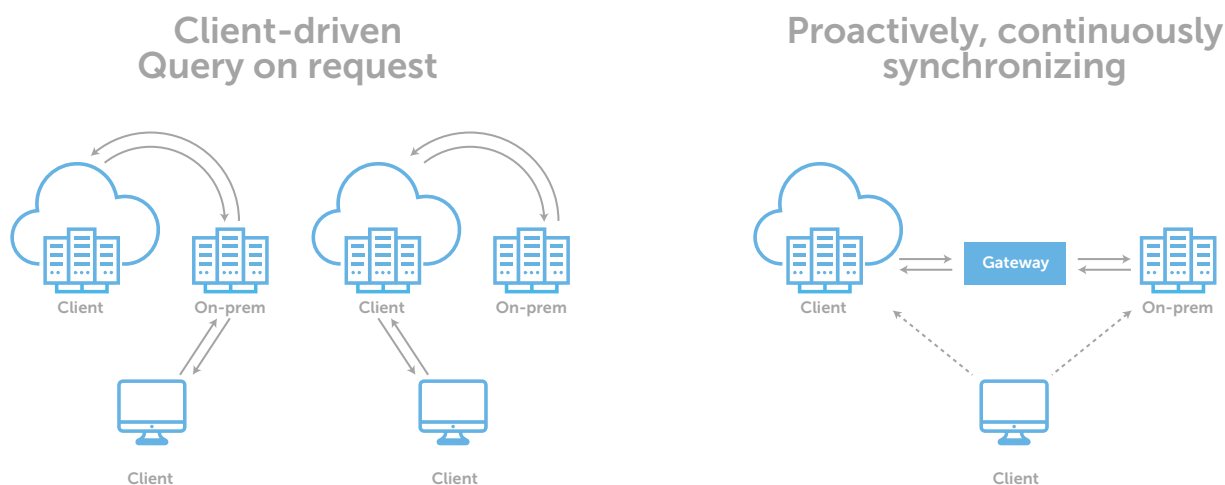 Client-driven
Query on request
Proactively, continuously
synchronizing
Gateway
Client
On-prem
Client
On-prem
Client
On-prem
Client
Client
Client